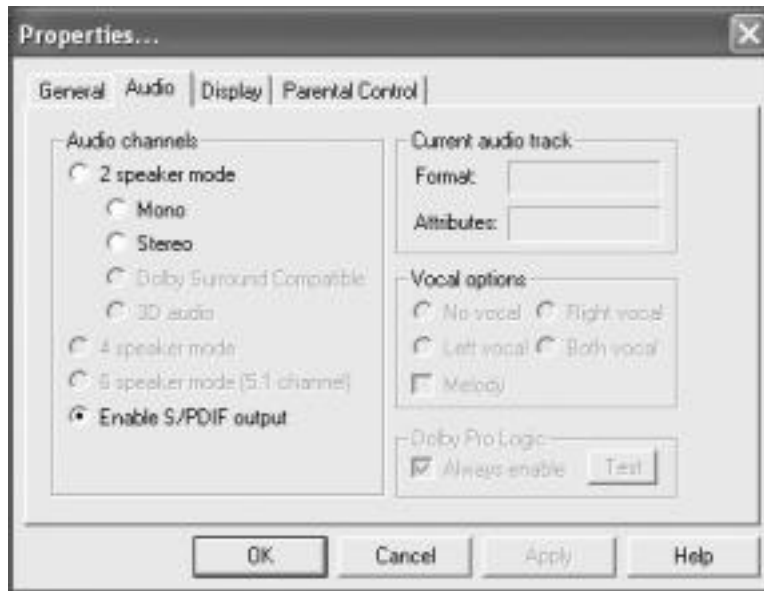 Properties...
General Audio Display Parental Control
Audio channels
2 speaker mode
Mono
Stereo
Dolby Surround Compatible
3D audio
4 speaker mode
6 speaker mode (5.1 channel)
Enable S/PDIF output
Current audio track
Format:
Attributes:
Vocal options
No vocal Right vocal
Left vocal Both vocal
Melody
Dolby Pro Logic
Always enable Test
OK Cancel Apply Help